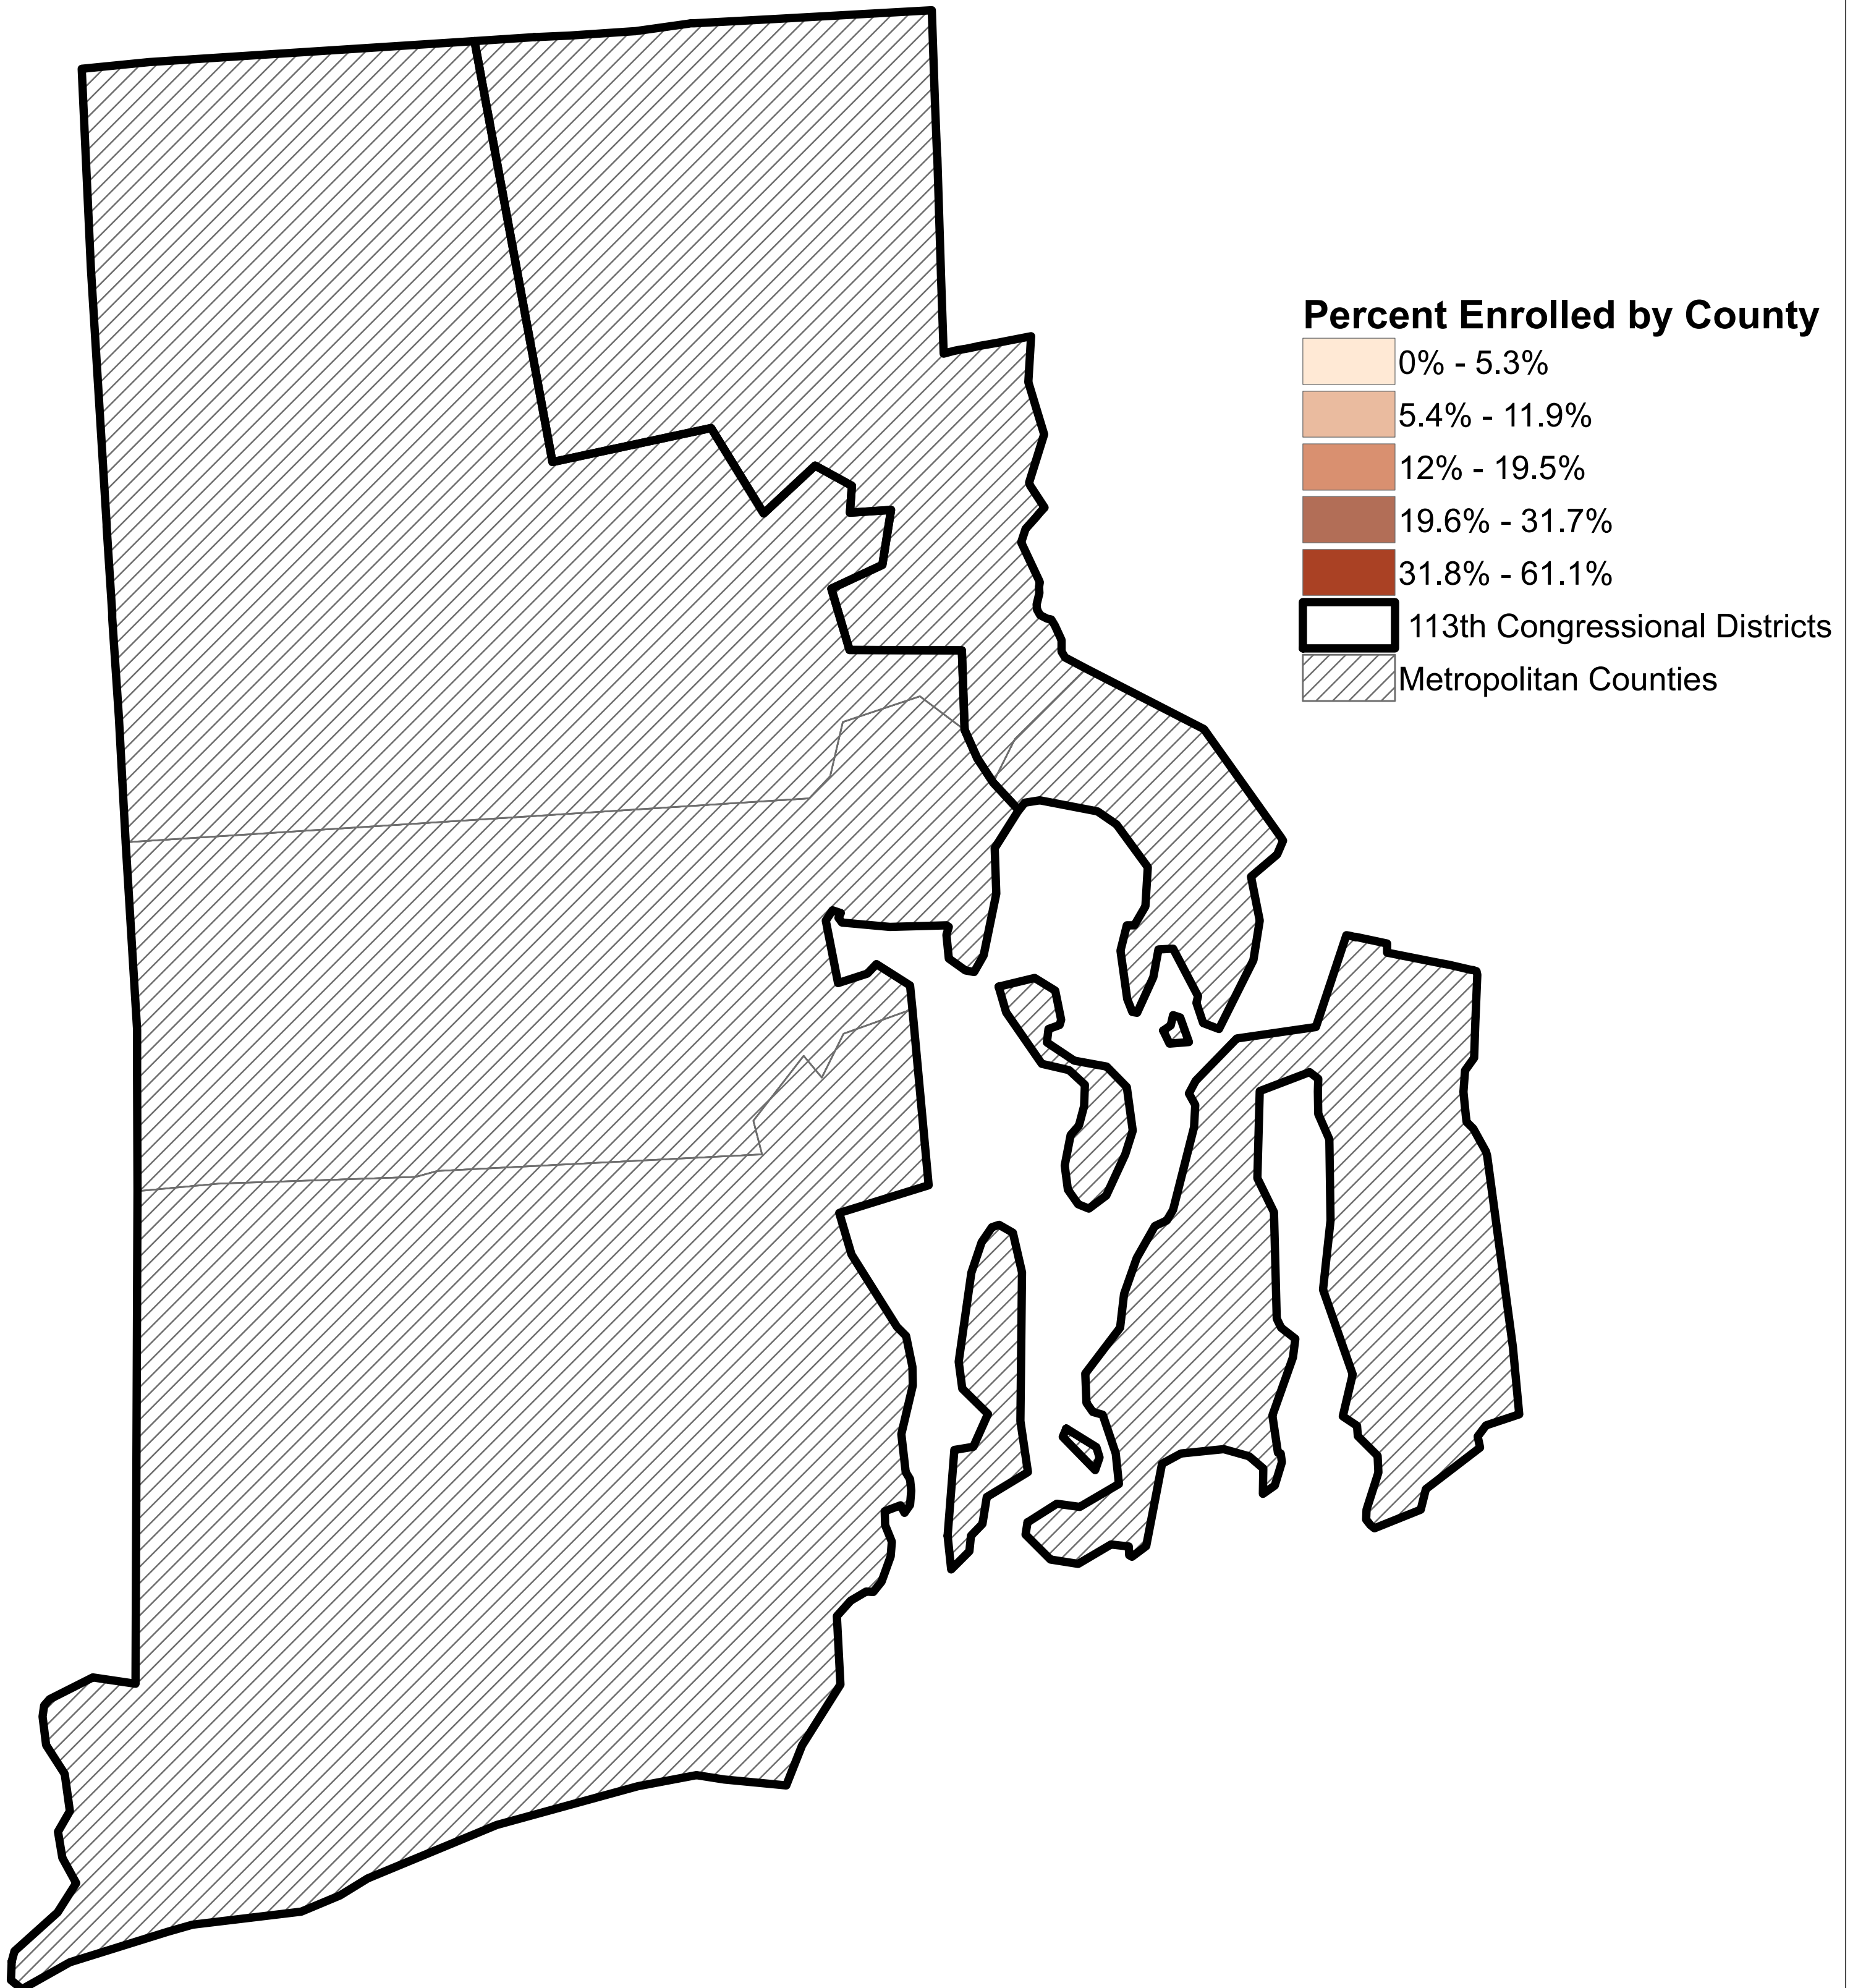 Percent Enrolled by County
0% - 5.3%
5.4% - 11.9%
12% - 19.5%
19.6% - 31.7%
31.8% - 61.1%
113th Congressional Districts
Metropolitan Counties